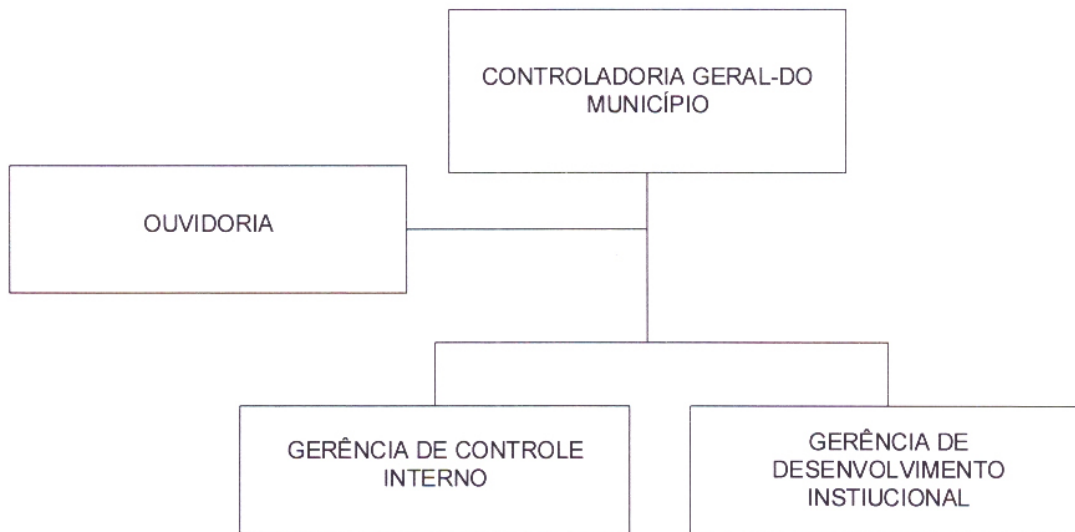 CONTROLADORIA GERAL-DO
MUNICÍPIO
OUVIDORIA
GERÊNCIA DE CONTROLE
INTERNO
GERÊNCIA DE
DESENVOLVIMENTO
INSTIUCIONAL